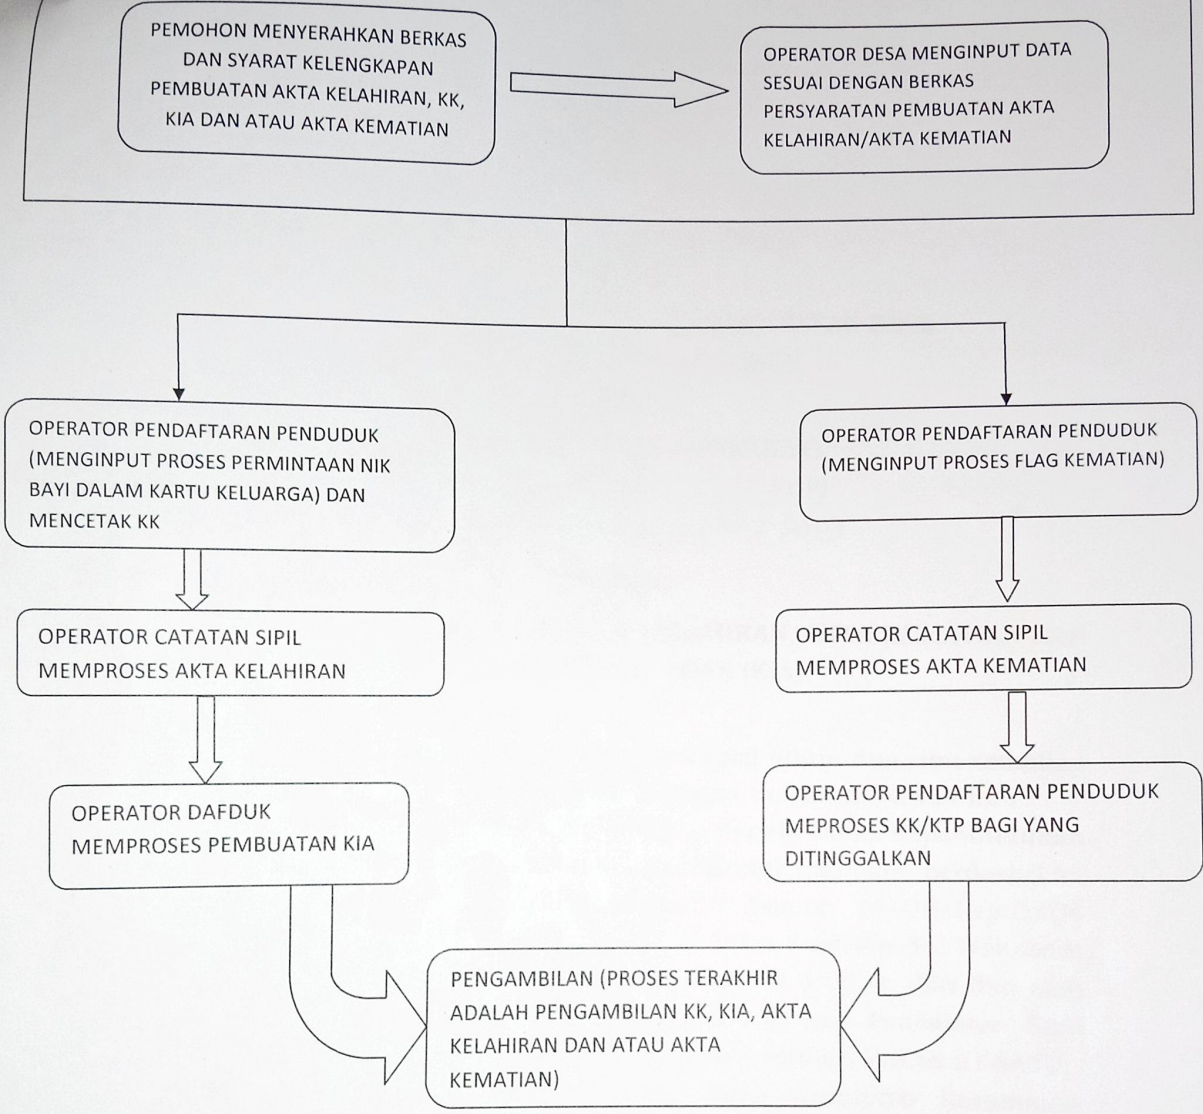 PEMOHON MENYERAHKAN BERKAS
DAN SYARAT KELENGKAPAN
PEMBUATAN AKTA KELAHIRAN, KK,
KIA DAN ATAU AKTA KEMATIAN
OPERATOR DESA MENGINPUT DATA
SESUAI DENGAN BERKAS
PERSYARATAN PEMBUATAN AKTA
KELAHIRAN/AKTA KEMATIAN
OPERATOR PENDAFTARAN PENDUDUK
(MENGINPUT PROSES PERMINTAAN NIK
BAYI DALAM KARTU KELUARGA) DAN
MENCETAK KK
OPERATOR PENDAFTARAN PENDUDUK
(MENGINPUT PROSES FLAG KEMATIAN)
OPERATOR CATATAN SIPIL
MEMPROSES AKTA KELAHIRAN
OPERATOR CATATAN SIPIL
MEMPROSES AKTA KEMATIAN
OPERATOR DAFDUK
MEMPROSES PEMBUATAN KIA
OPERATOR PENDAFTARAN PENDUDUK
MEPROSES KK/KTP BAGI YANG
DITINGGALKAN
PENGAMBILAN (PROSES TERAKHIR
ADALAH PENGAMBILAN KK, KIA, AKTA
KELAHIRAN DAN ATAU AKTA
KEMATIAN)